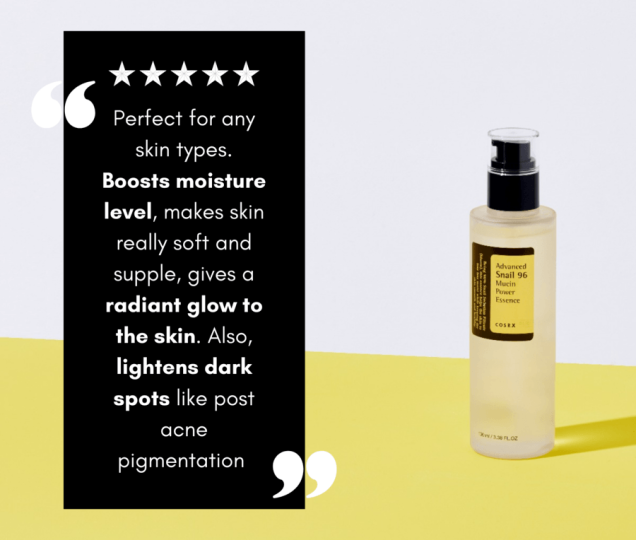 Perfect for any
skin types.
Boosts moisture
level, makes skin
really soft and
supple, gives a
radiant glow to
the skin. Also,
lightens dark
spots like post
acne
pigmentation
Advanced
Snail 96
Mucin
Power
Essence
COSRX